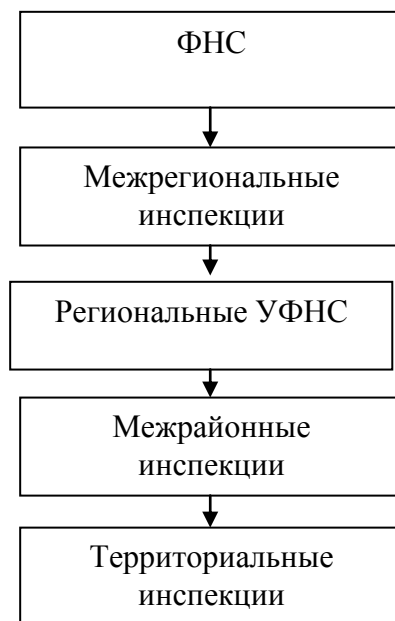 ФНС
Межрегиональные
инспекции
Региональные УФНС
Межрайонные
инспекции
Территориальные
инспекции